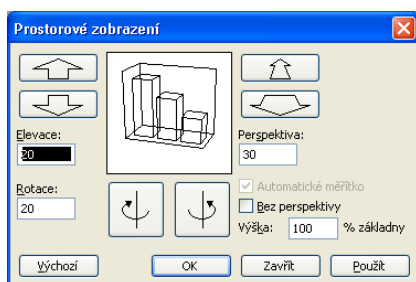 Prostorové zobrazení
Elevace:
20
Perspektiva:
30
Rotace:
20
Automatické měřítko
Bez perspektivy
Výška: 100 % základny
Výchozí
OK
Zavřít
Použít